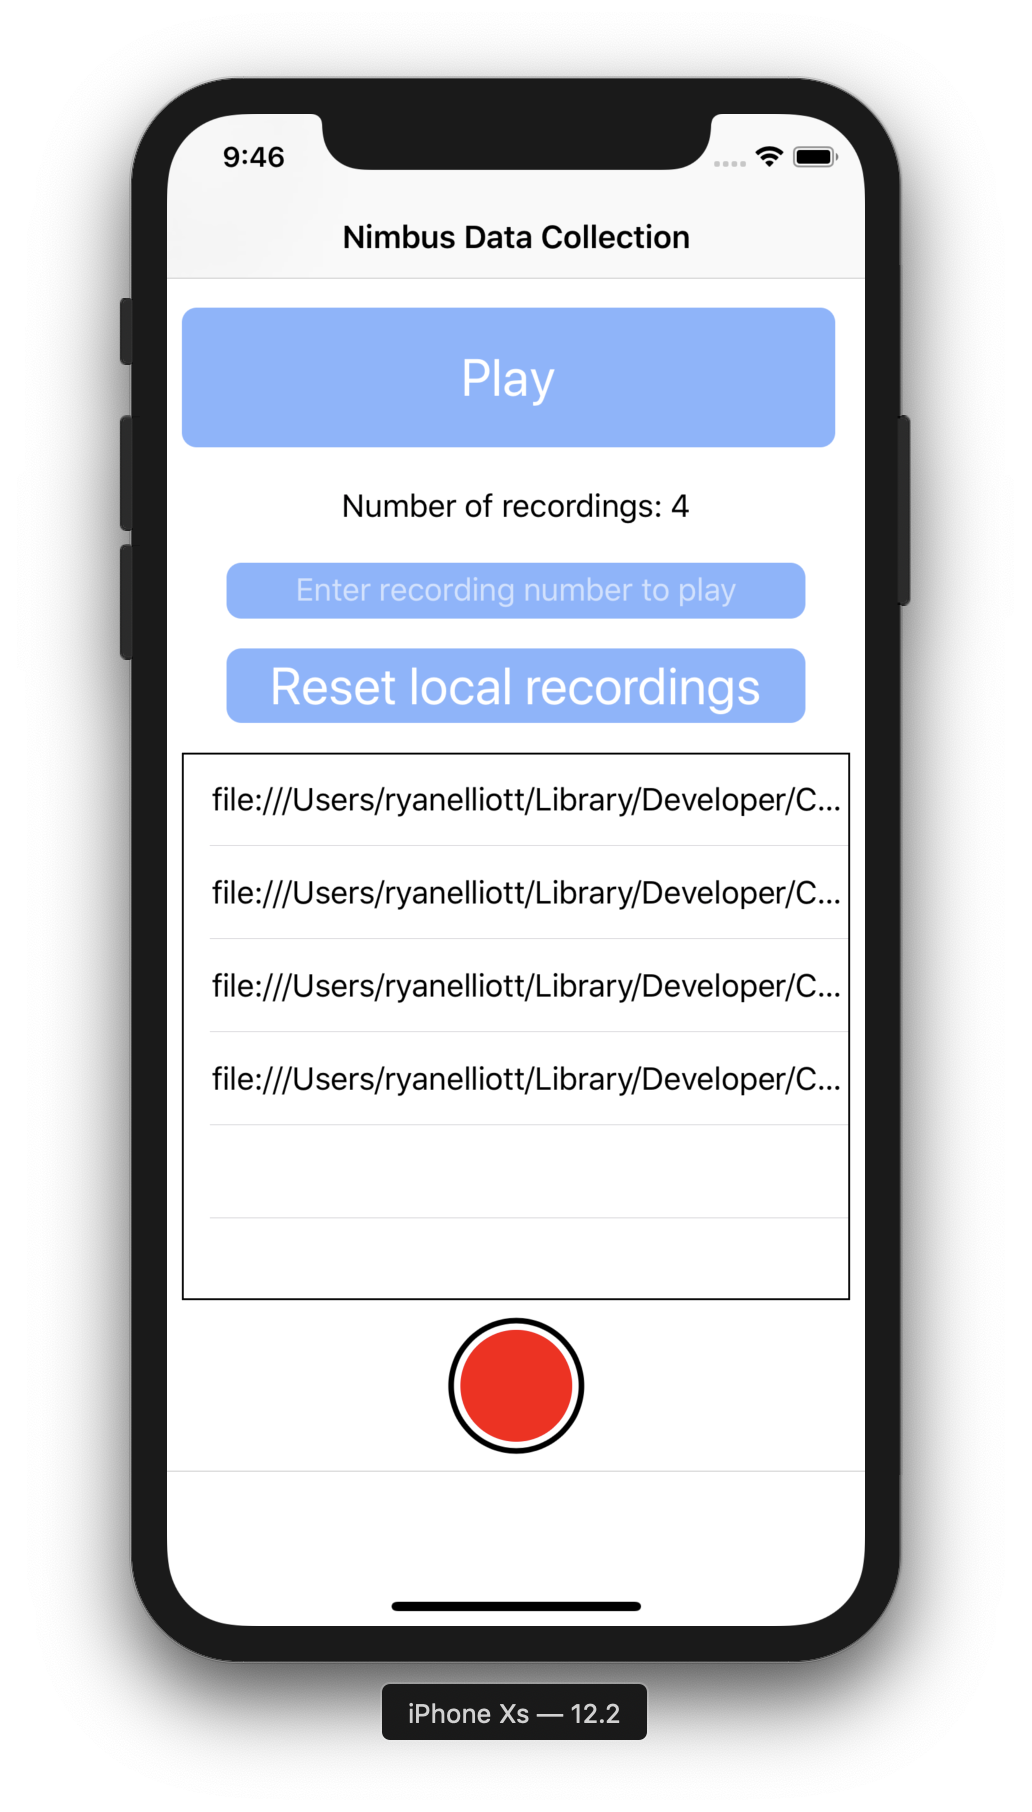 9:46
Nimbus Data Collection
Play
Number of recordings: 4
Enter recording number to play
Reset local recordings
file:///Users/ryanelliott/Library/Developer/C...
file:///Users/ryanelliott/Library/Developer/C...
file:///Users/ryanelliott/Library/Developer/C...
file:///Users/ryanelliott/Library/Developer/C...
iPhone Xs — 12.2